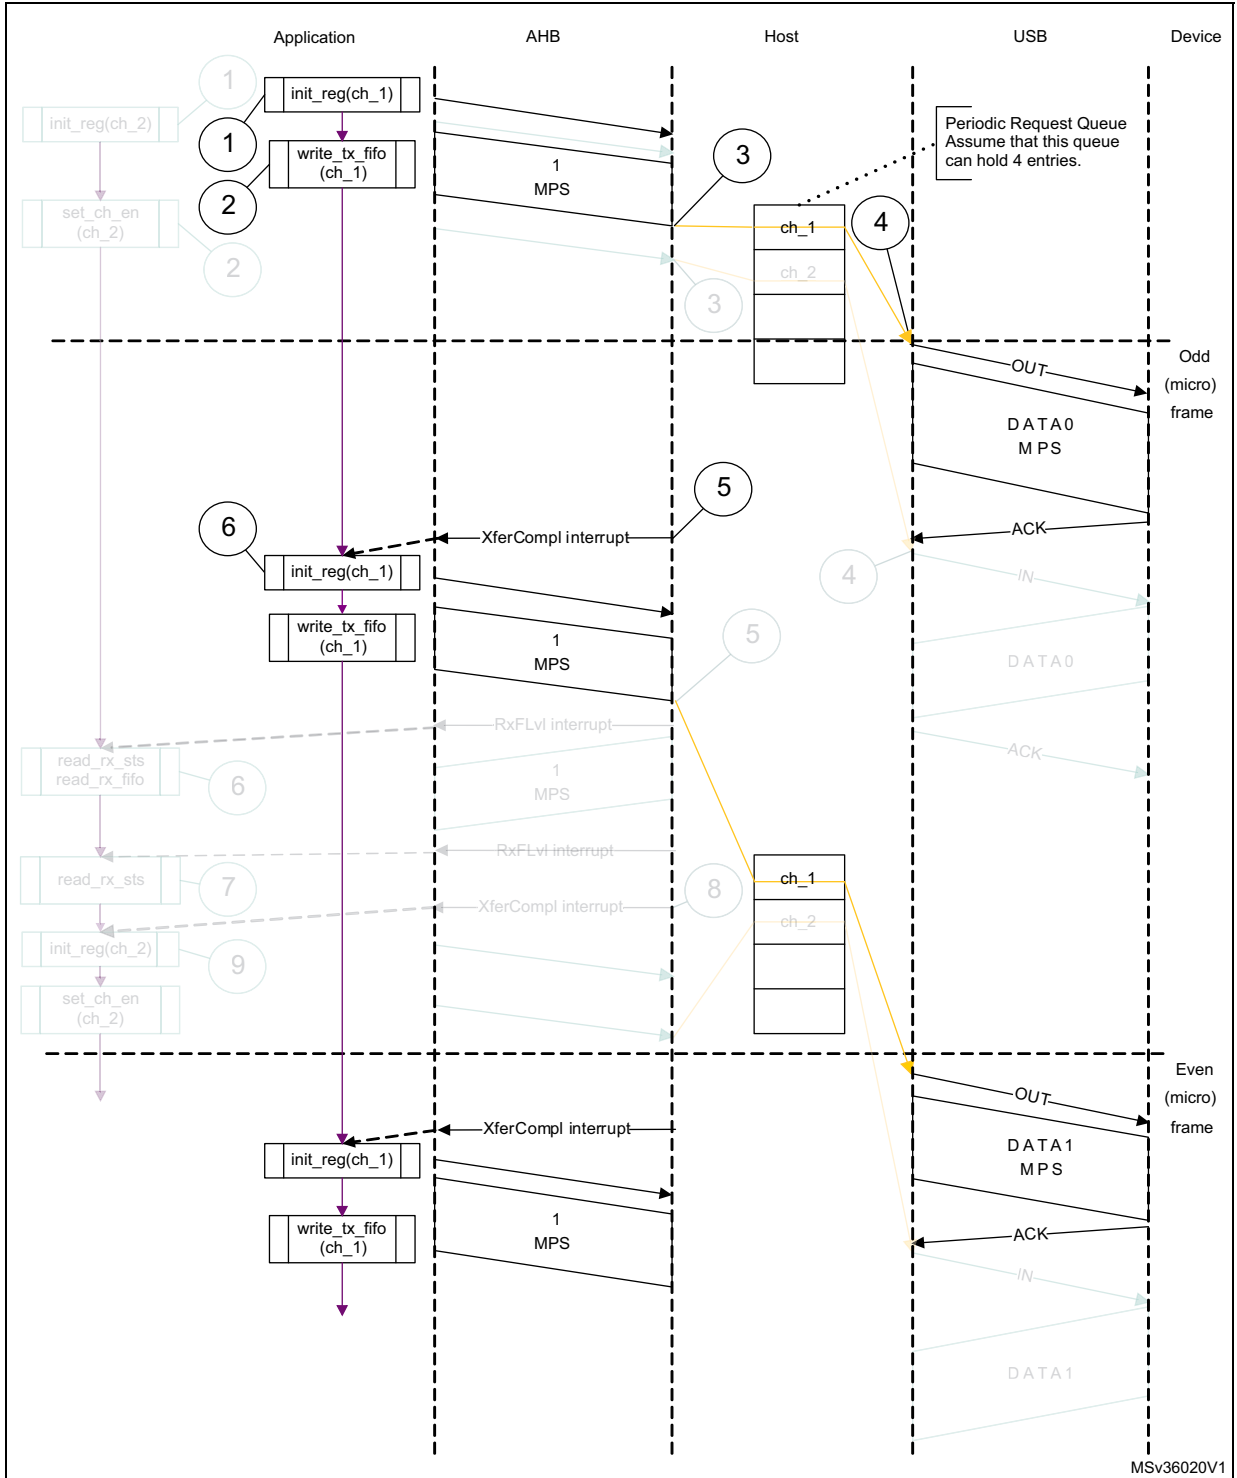 Application
AHB
Host
USB
Device
1
init_reg(ch_1)
init_reg(ch_2)
1
write_tx_fifo
(ch_1)
1
MPS
3
Periodic Request Queue
Assume that this queue
can hold 4 entries.
2
set_ch_en
(ch_2)
2
ch_1
4
ch_2
3
Odd
(micro)
frame
OUT
DATA0
MPS
5
6
XferCompl interrupt
ACK
init_reg(ch_1)
4
IN
write_tx_fifo
(ch_1)
1
MPS
5
DATA0
RxFLvl interrupt
ACK
read_rx_sts
read_rx_fifo
6
1
MPS
RxFLvl interrupt
read_rx_sts
7
8
ch_1
XferCompl interrupt
ch_2
init_reg(ch_2)
9
set_ch_en
(ch_2)
Even
(micro)
frame
OUT
XferCompl interrupt
init_reg(ch_1)
DATA1
MPS
write_tx_fifo
(ch_1)
1
MPS
ACK
IN
DATA1
MSv36020V1